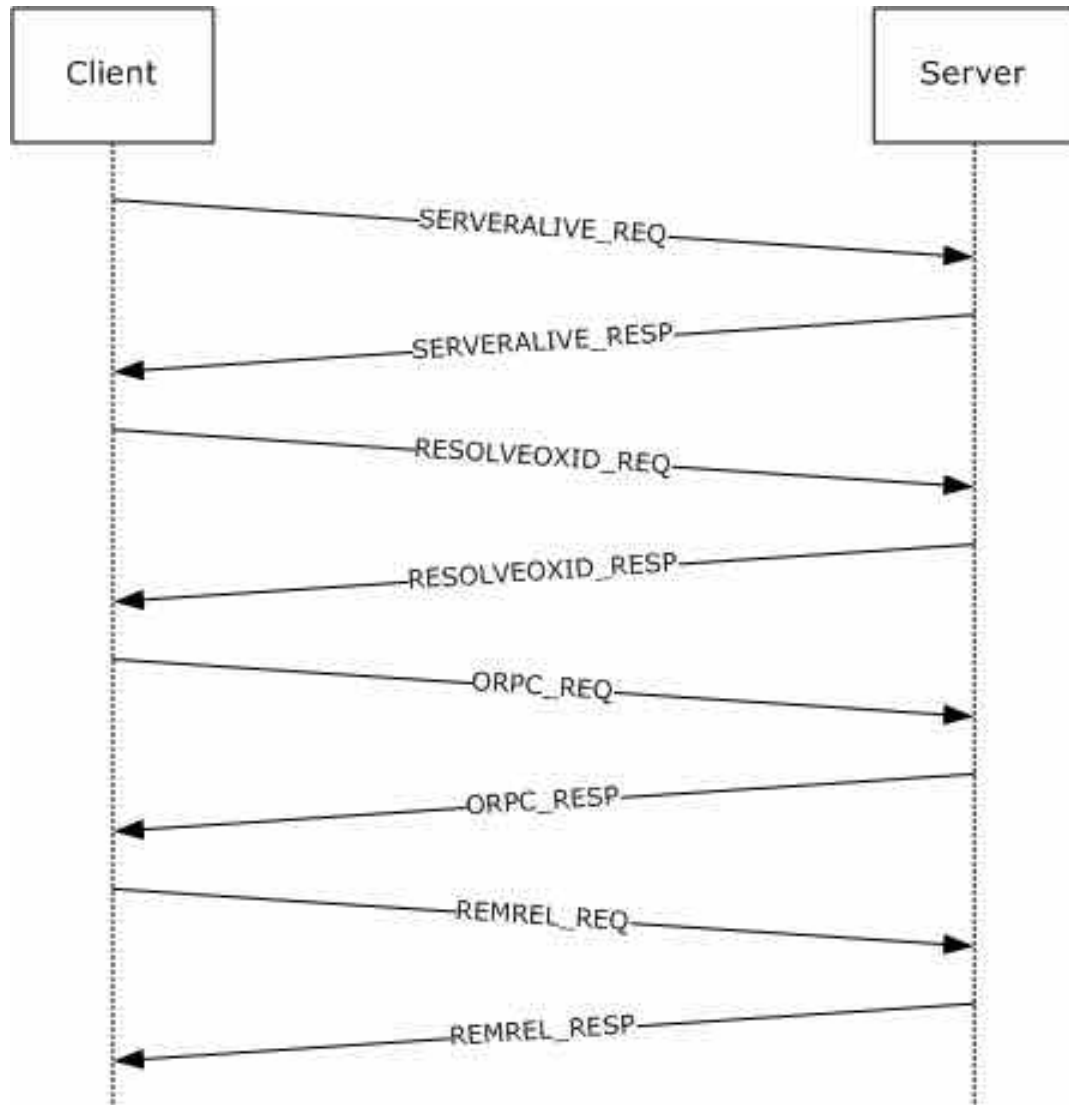 Client
Server
SERVERALIVE_REQ
SERVERALIVE_RESP
RESOLVEOXID_REQ
RESOLVEOXID_RESP
ORPC_REQ
ORPC_RESP
REMREL_REQ
REMREL_RESP